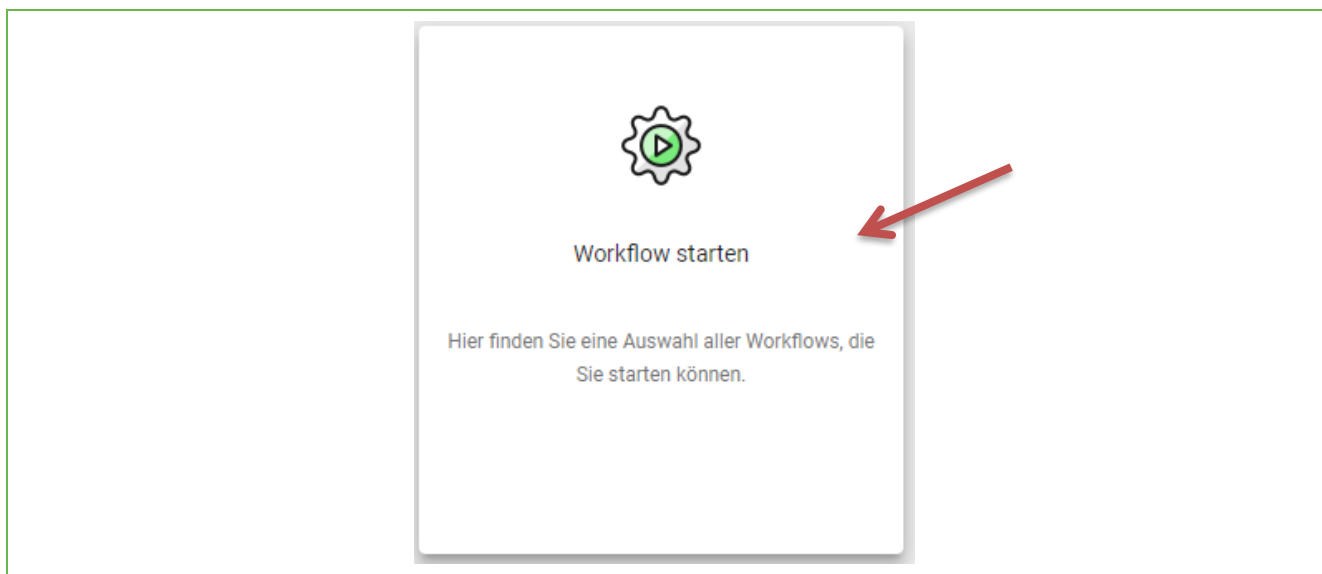 Workflow starten
Hier finden Sie eine Auswahl aller Workflows, die
Sie starten können.